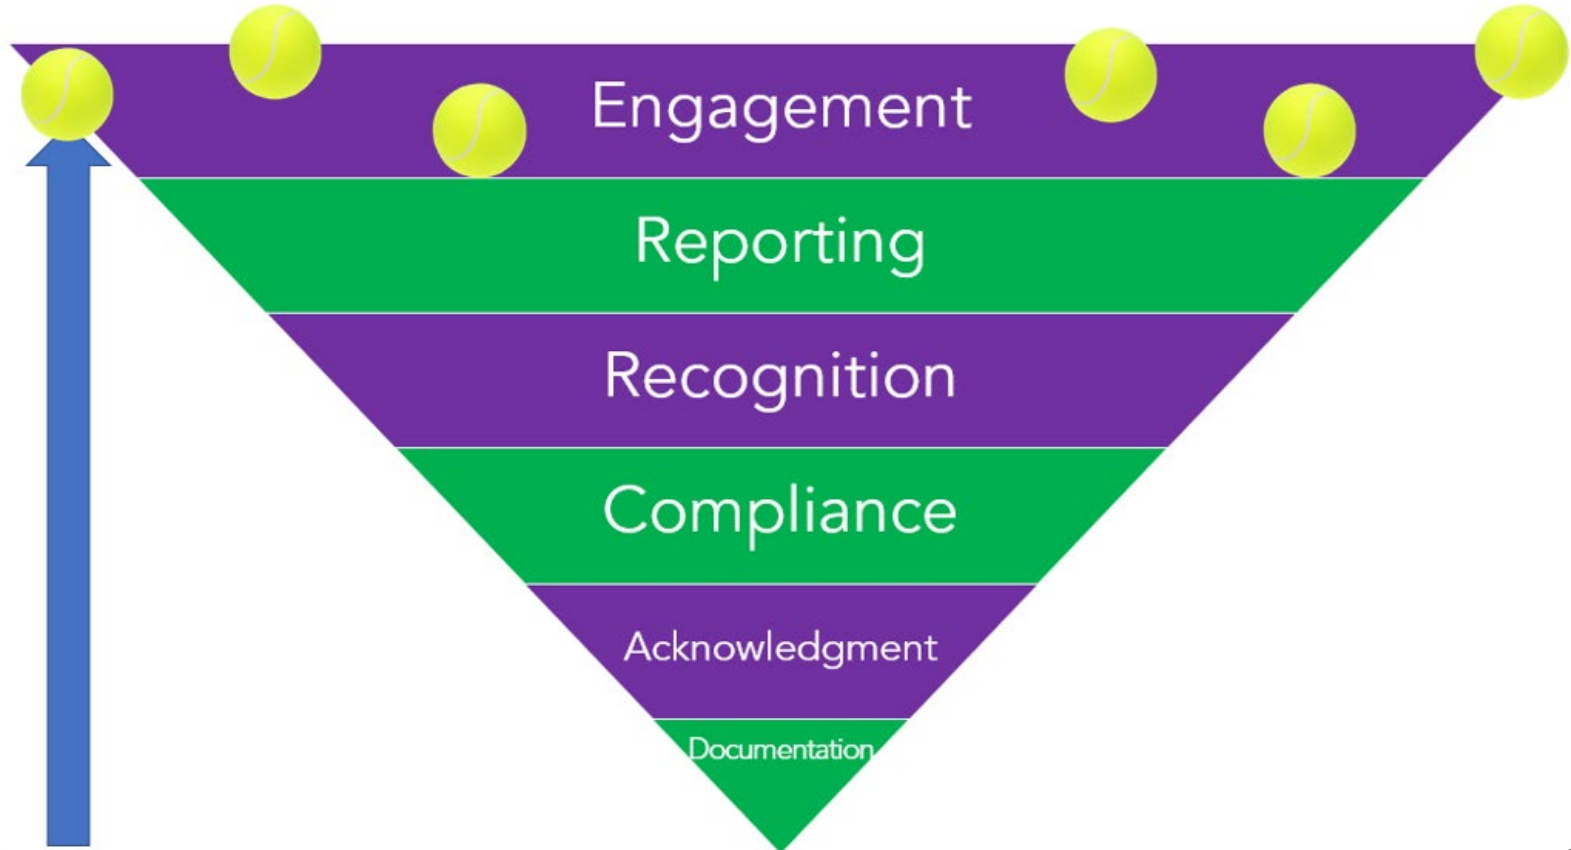 Engagement
Reporting
Recognition
Compliance
Acknowledgment
Documentation